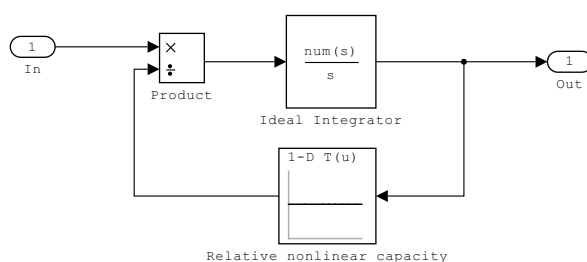 1
In
×
÷
Product
num(s)
s
Ideal Integrator
1
Out
1-D T(u)
Relative nonlinear capacity